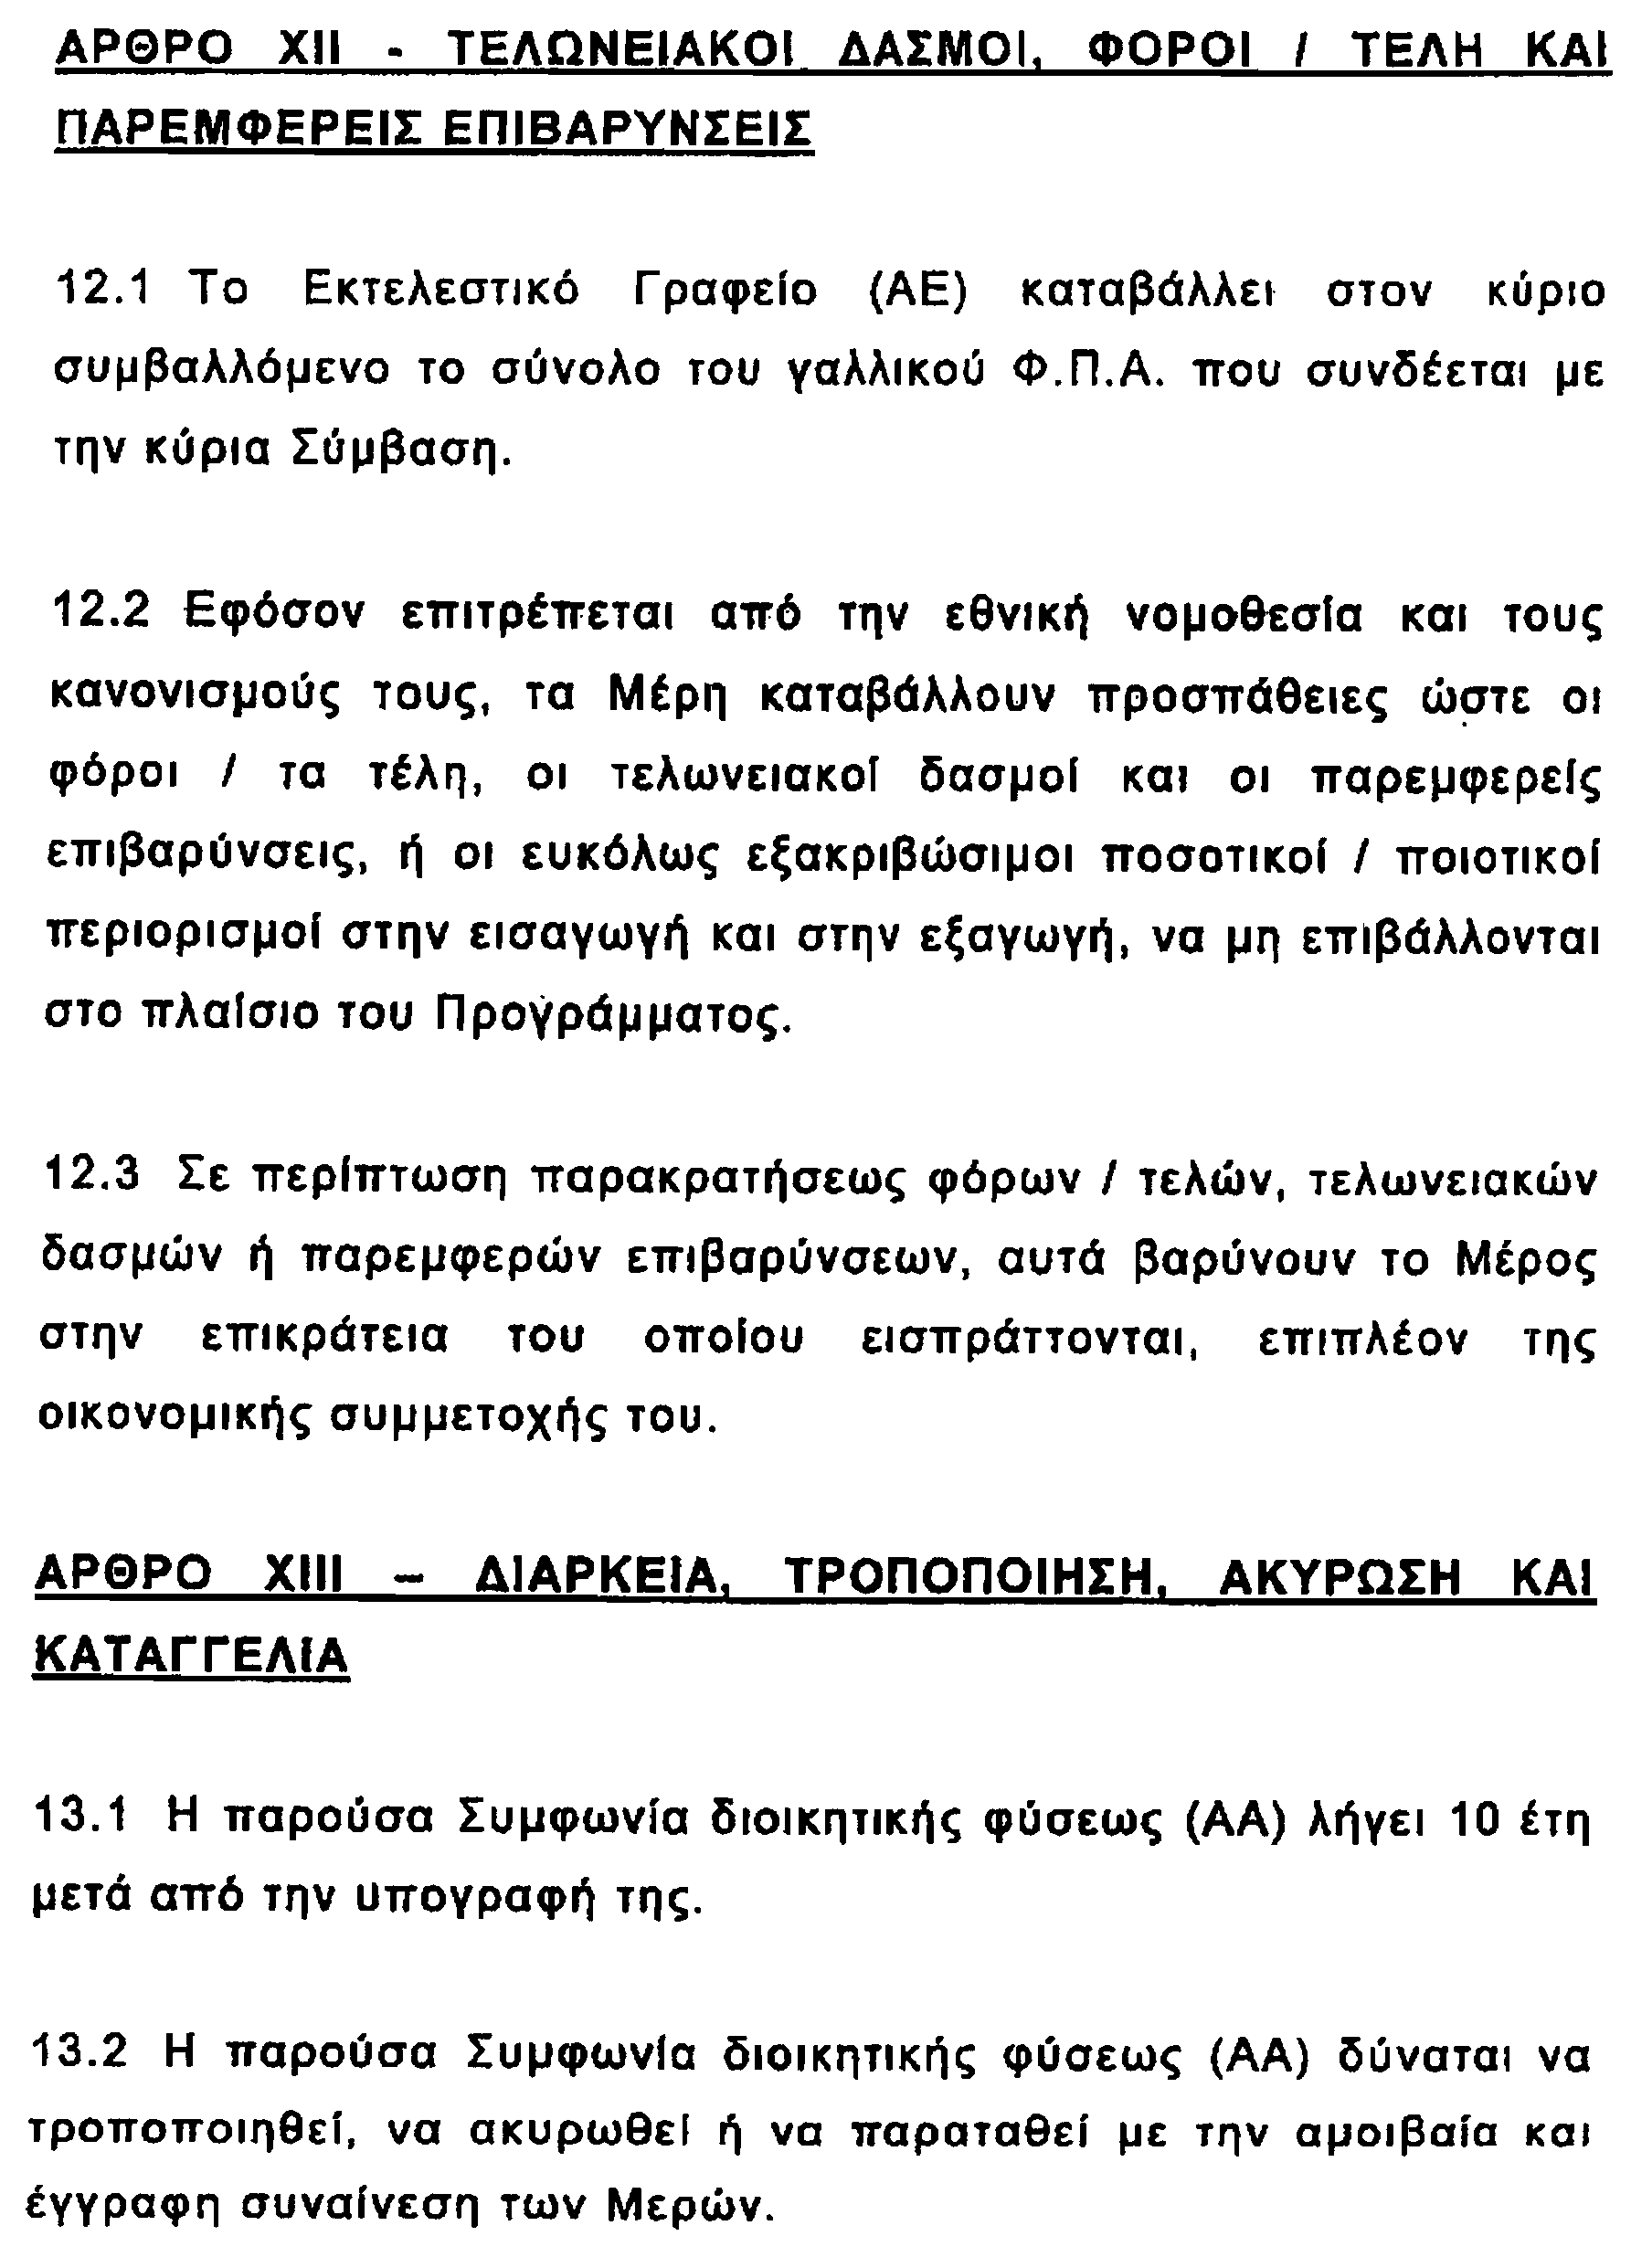 ΑΡΘΡΟ XII - ΤΕΛΩΝΕΙΑΚΟΙ ΔΑΣΜΟΙ, ΦΟΡΟΙ / ΤΕΛΗ ΚΑΙ
ΠΑΡΕΜΦΕΡΕΙΣ ΕΠΙΒΑΡΥΝΣΕΙΣ
12.1 Το Εκτελεστικό Γραφείο (ΑΕ) καταβάλλει στον κύριο
συμβαλλόμενο το σύνολο του γαλλικού Φ.Π.Α. που συνδέεται με
την κύρια Σύμβαση.
12.2 Εφόσον επιτρέπεται από την εθνική νομοθεσία και τους
κανονισμούς τους, τα Μέρη καταβάλλουν προσπάθειες ώστε οι
φόροι / τα τέλη, οι τελωνειακοί δασμοί και οι παρεμφερείς
επιβαρύνσεις, ή οι ευκόλως εξακριβώσιμοι ποσοτικοί / ποιοτικοί
περιορισμοί στην εισαγωγή και στην εξαγωγή, να μη επιβάλλονται
στο πλαίσιο του Προγράμματος.
12.3 Σε περίπτωση παρακρατήσεως φόρων / τελών, τελωνειακών
δασμών ή παρεμφερών επιβαρύνσεων, αυτά βαρύνουν το Μέρος
στην επικράτεια του οποίου εισπράττονται, επιπλέον της
οικονομικής συμμετοχής του.
ΑΡΘΡΟ XIII – ΔΙΑΡΚΕΙΑ, ΤΡΟΠΟΠΟΙΗΣΗ, ΑΚΥΡΩΣΗ ΚΑΙ
ΚΑΤΑΓΓΕΛΙΑ
13.1 Η παρούσα Συμφωνία διοικητικής φύσεως (ΑΑ) λήγει 10 έτη
μετά από την υπογραφή της.
13.2 Η παρούσα Συμφωνία διοικητικής φύσεως (ΑΑ) δύναται να
τροποποιηθεί, να ακυρωθεί ή να παραταθεί με την αμοιβαία και
έγγραφη συναίνεση των Μερών.